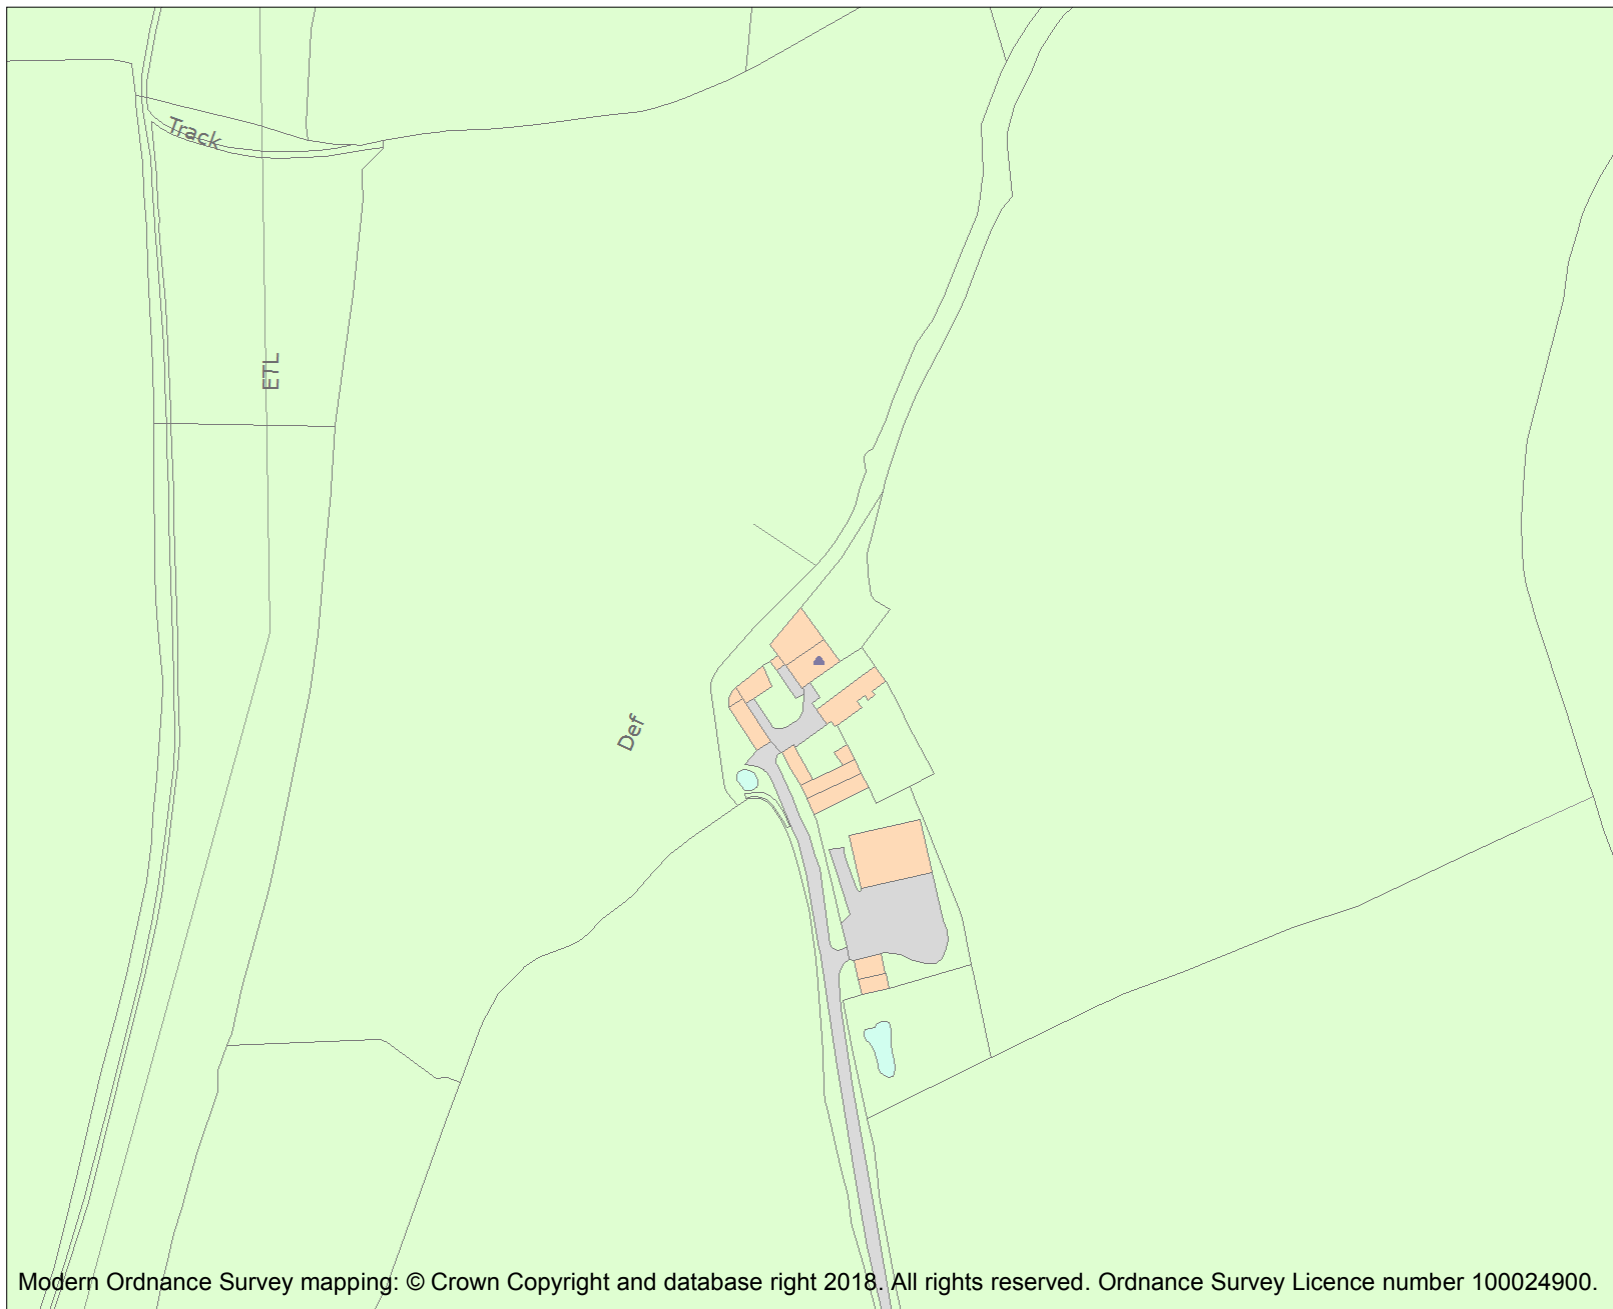 Track
ETL
Def
Modern Ordnance Survey mapping: © Crown Copyright and database right 2018. All rights reserved. Ordnance Survey Licence number 100024900.